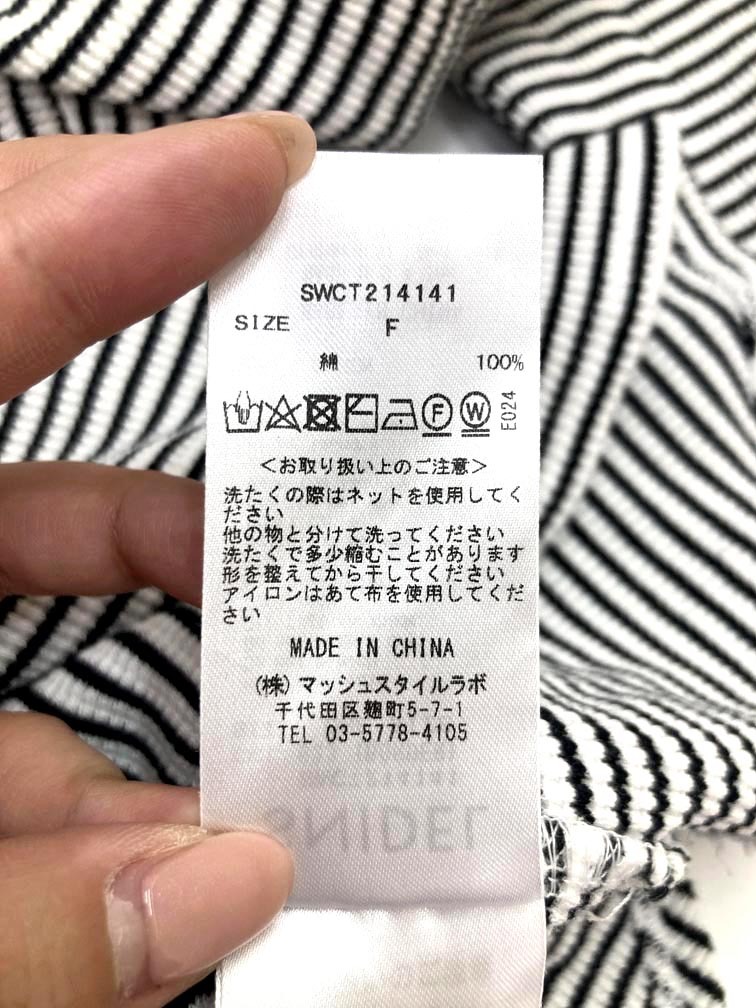 SWCT214141
SIZE F
綿 100%
F W E024
＜お取り扱い上のご注意＞
洗たくの際はネットを使用してく
ださい
他の物と分けて洗ってください
洗たくで多少縮むことがあります
形を整えてから干してください
アイロンはあて布を使用してくだ
さい
MADE IN CHINA
(株)マッシュスタイルラボ
千代田区麹町5-7-1
TEL 03-5778-4105
SNIDEL